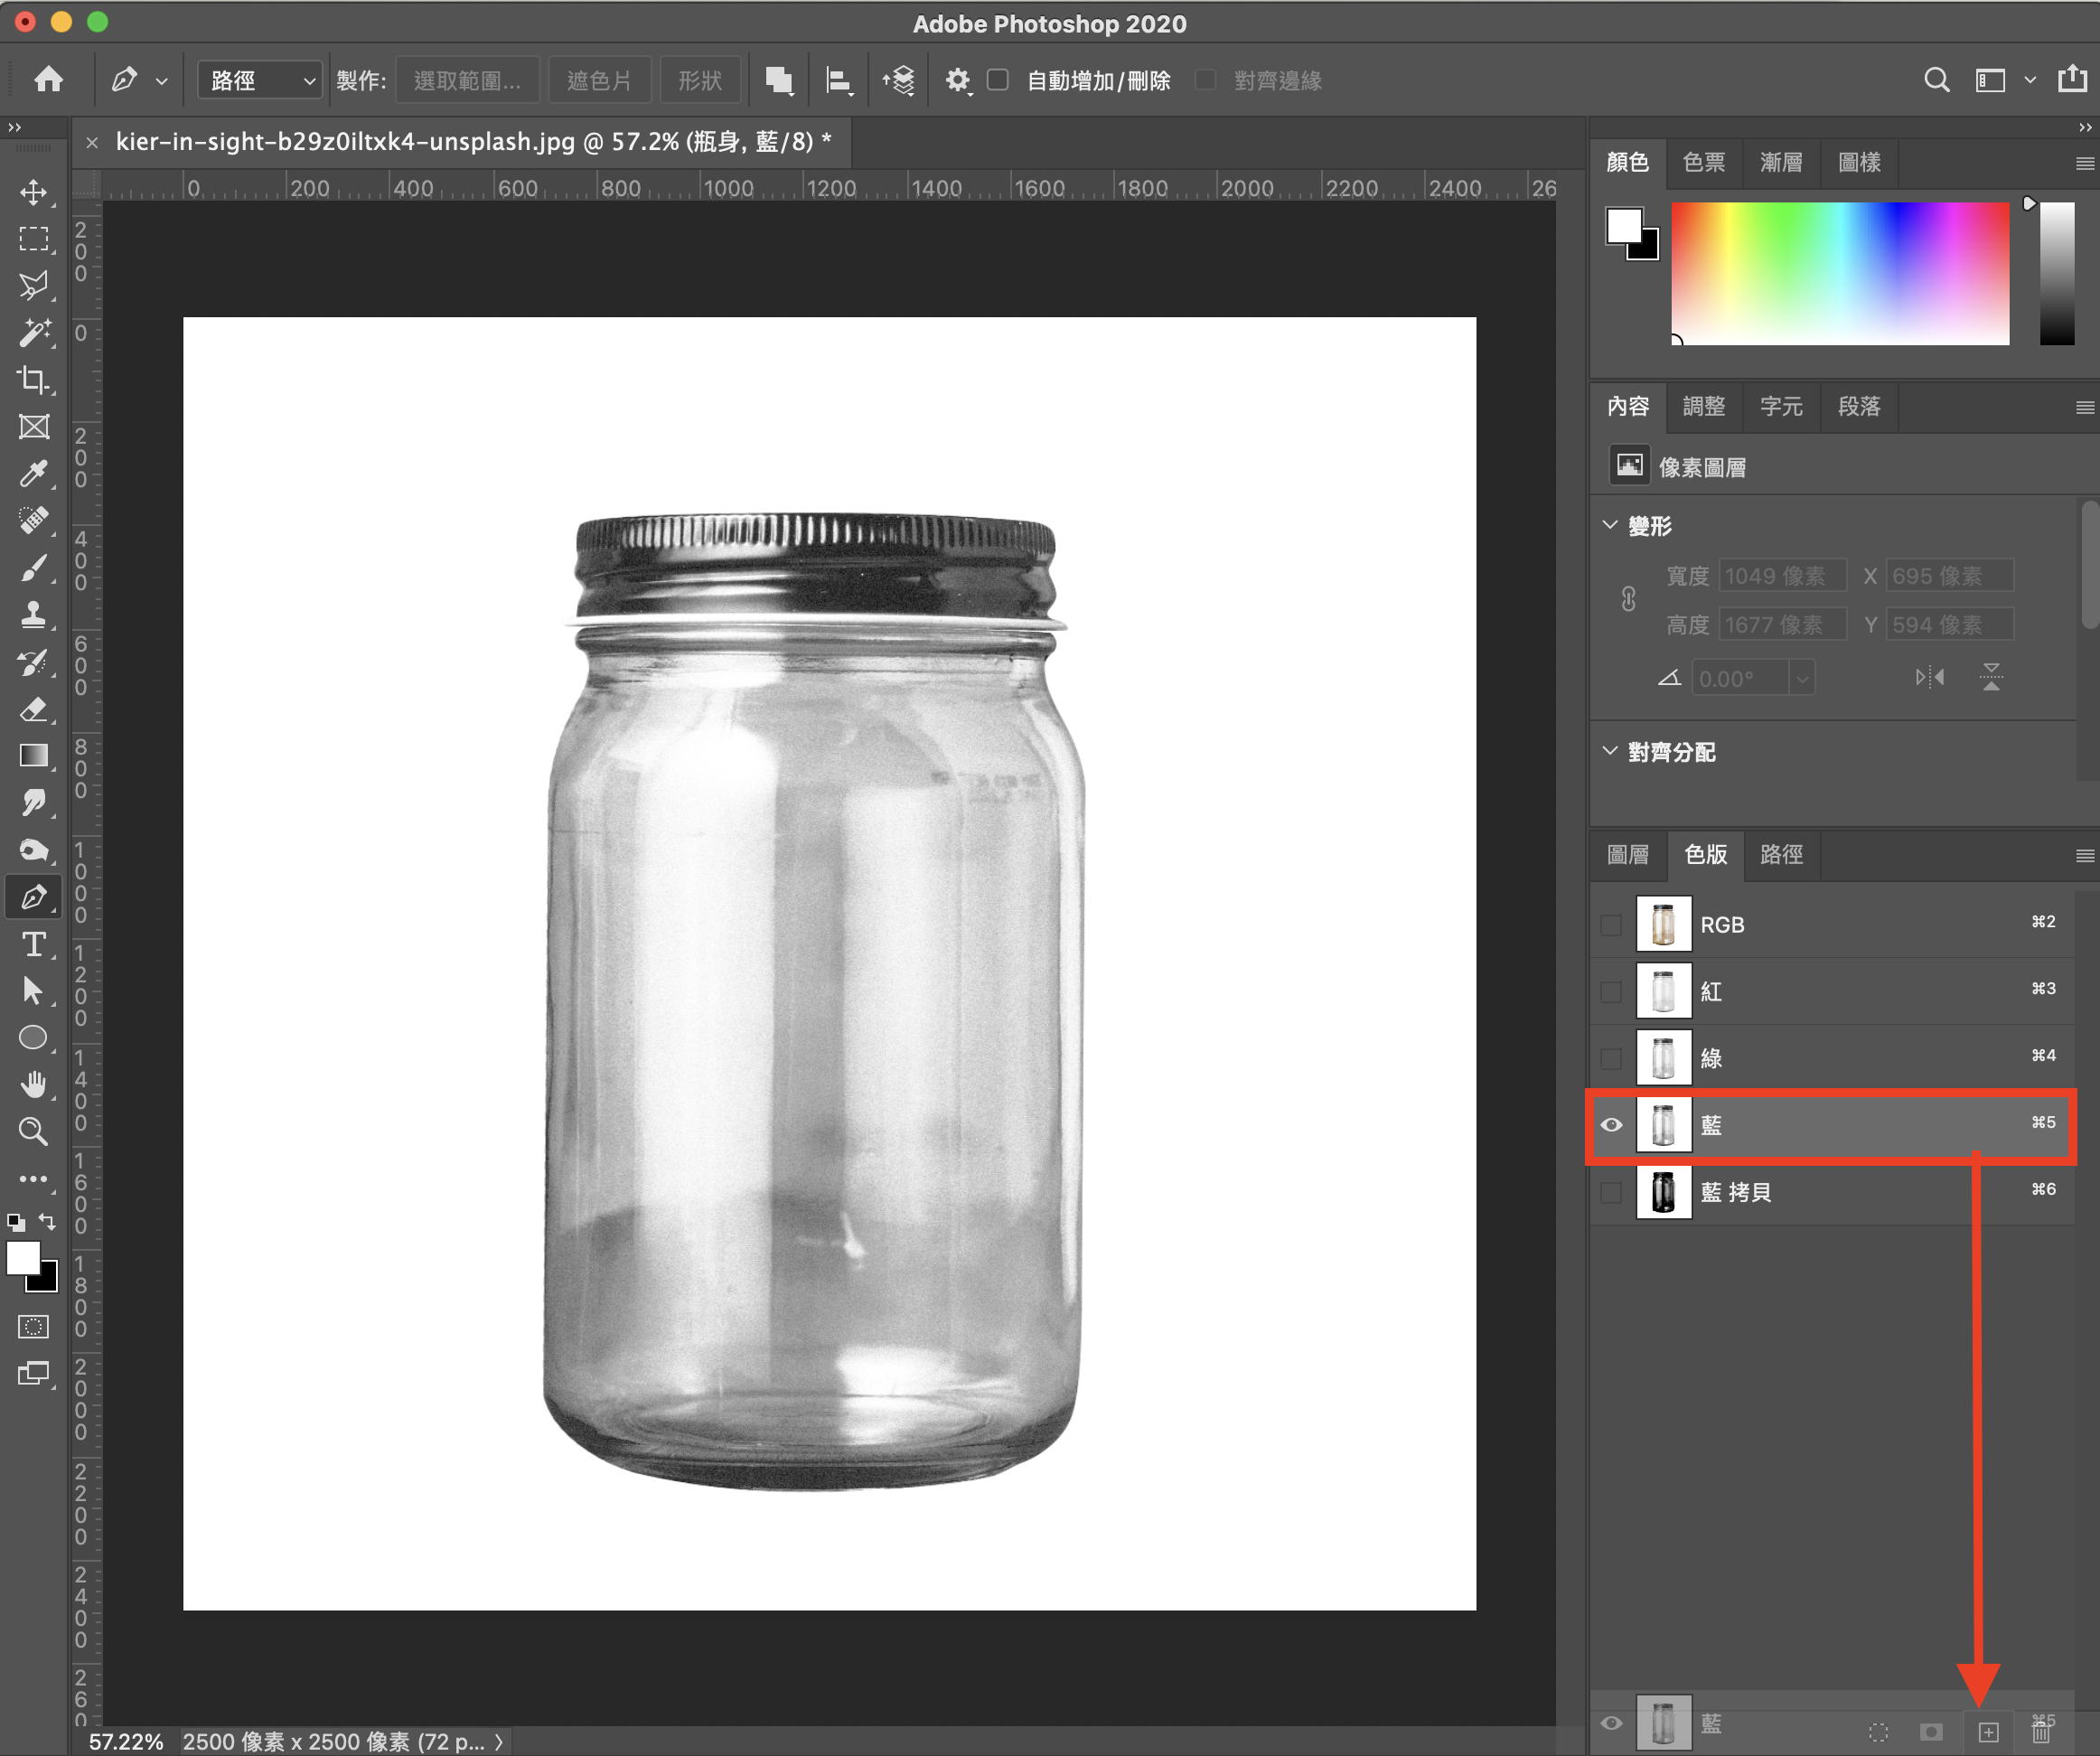 Adobe Photoshop 2020
路徑 製作: 選取範圍... 遮色片 形狀 自動增加/刪除 對齊邊緣
kier-in-sight-b29z0iltxk4-unsplash.jpg @ 57.2% (瓶身, 藍/8) *
0 200 400 600 800 1000 1200 1400 1600 1800 2000 2200 2400 26
200
0
200
400
600
800
1000
1200
1400
1600
1800
2000
2200
2400
260
顏色 色票 漸層 圖樣
內容 調整 字元 段落
像素圖層
變形
寬度 1049 像素 X 695 像素
高度 1677 像素 Y 594 像素
0.00°
對齊分配
圖層 色版 路徑
RGB ⌘2
紅 ⌘3
綠 ⌘4
藍 ⌘5
藍 拷貝 ⌘6
藍 ⌘5
57.22% 2500 像素 x 2500 像素 (72 p...